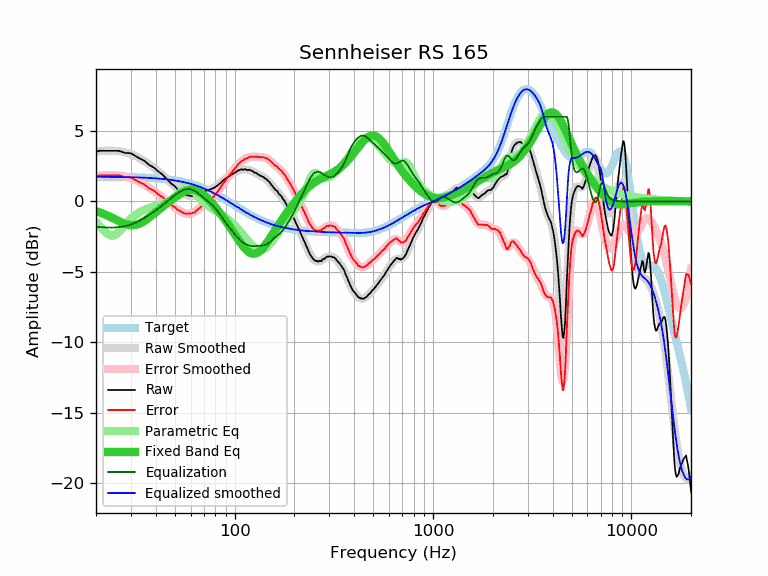 Sennheiser RS 165
Amplitude (dBr)
5
0
−5
−10
−15
−20
Target
Raw Smoothed
Error Smoothed
Raw
Error
Parametric Eq
Fixed Band Eq
Equalization
Equalized smoothed
100 1000 10000
Frequency (Hz)